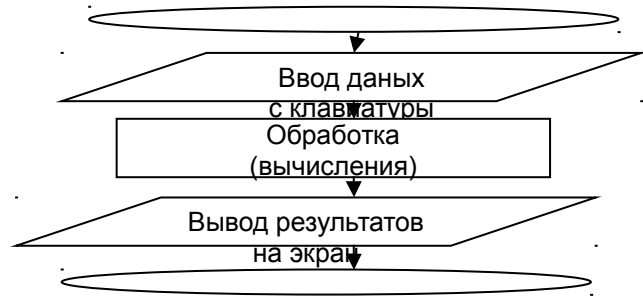 Ввод даных
с клавиатуры
Обработка
(вычисления)
Вывод результатов
на экран